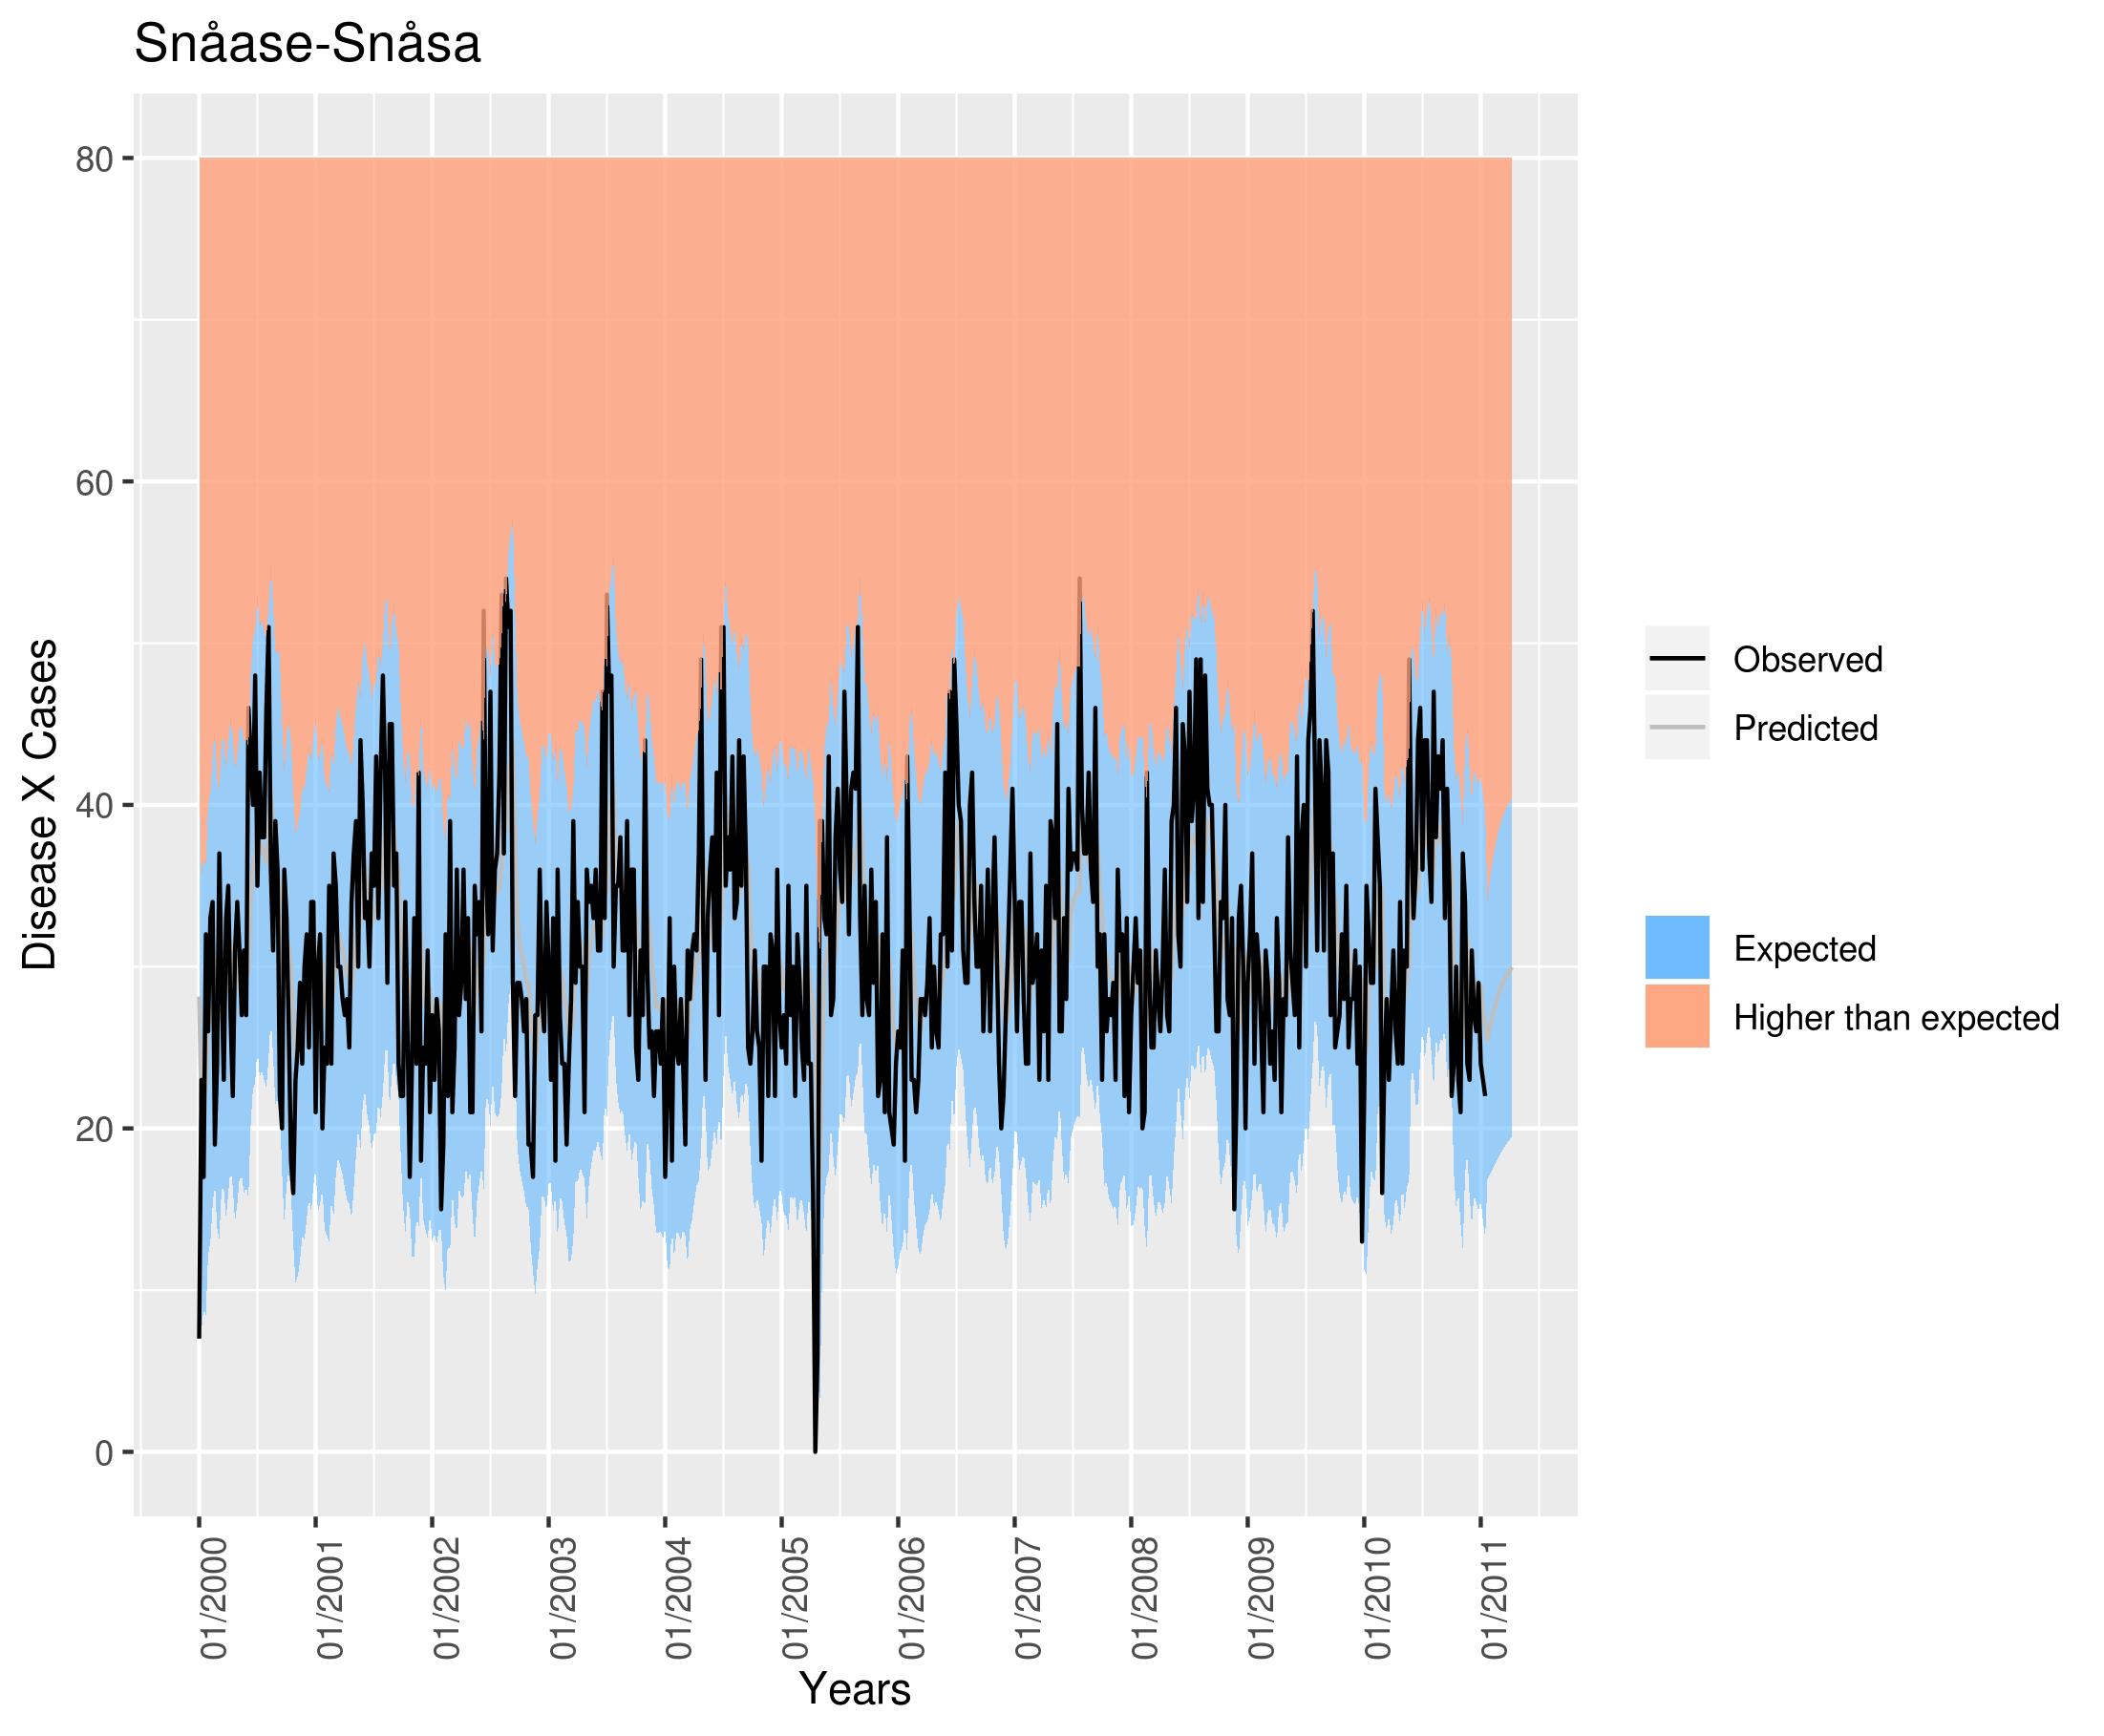 Snåase-Snåsa
Disease X Cases
80
60
40
20
0
01/2000
01/2001
01/2002
01/2003
01/2004
01/2005
01/2006
01/2007
01/2008
01/2009
01/2010
01/2011
Years
Observed
Predicted
Expected
Higher than expected